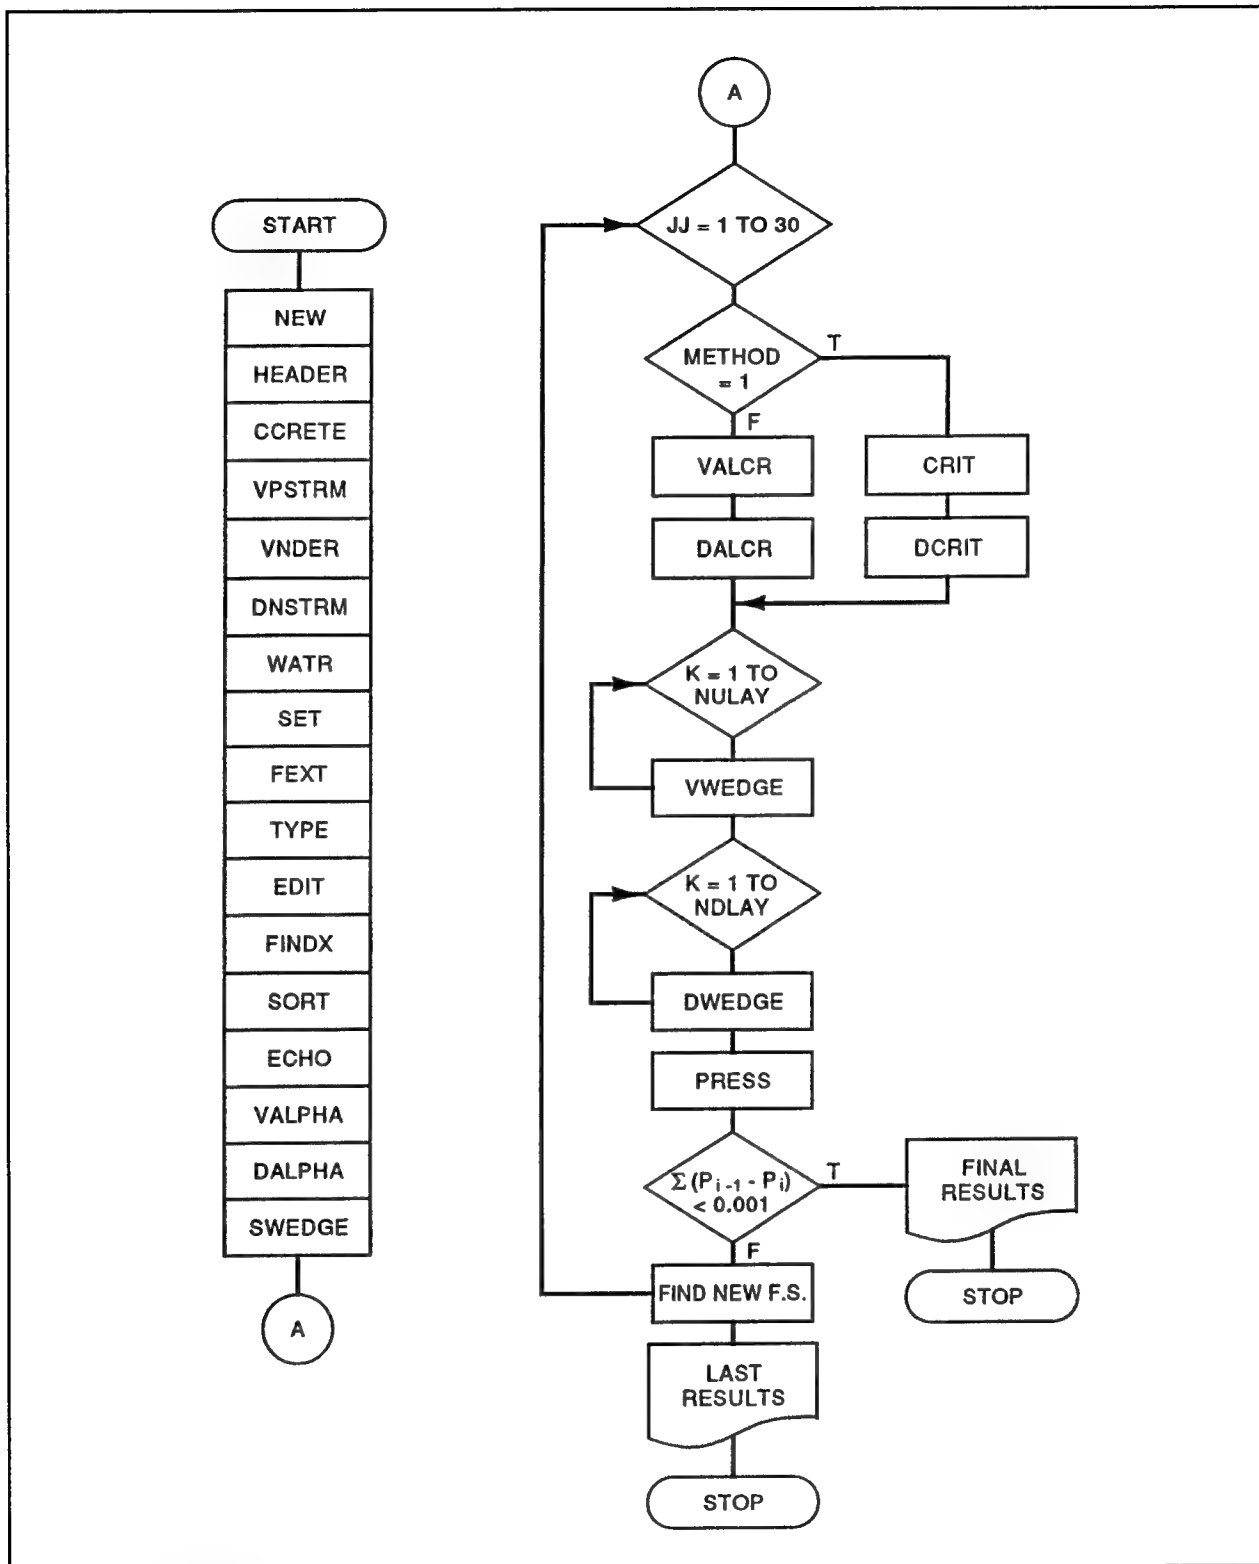 START
NEW
HEADER
CCRETE
VPSTRM
VNDER
DNSTRM
WATR
SET
FEXT
TYPE
EDIT
FINDX
SORT
ECHO
VALPHA
DALPHA
SWEDGE
A
A
JJ = 1 TO 30
METHOD
= 1
T
F
VALCR
CRIT
DALCR
DCRIT
K = 1 TO
NULAY
VWEDGE
K = 1 TO
NDLAY
DWEDGE
PRESS
Σ (P i -1 - P i)
< 0.001
T
F
FINAL
RESULTS
STOP
FIND NEW F.S.
LAST
RESULTS
STOP